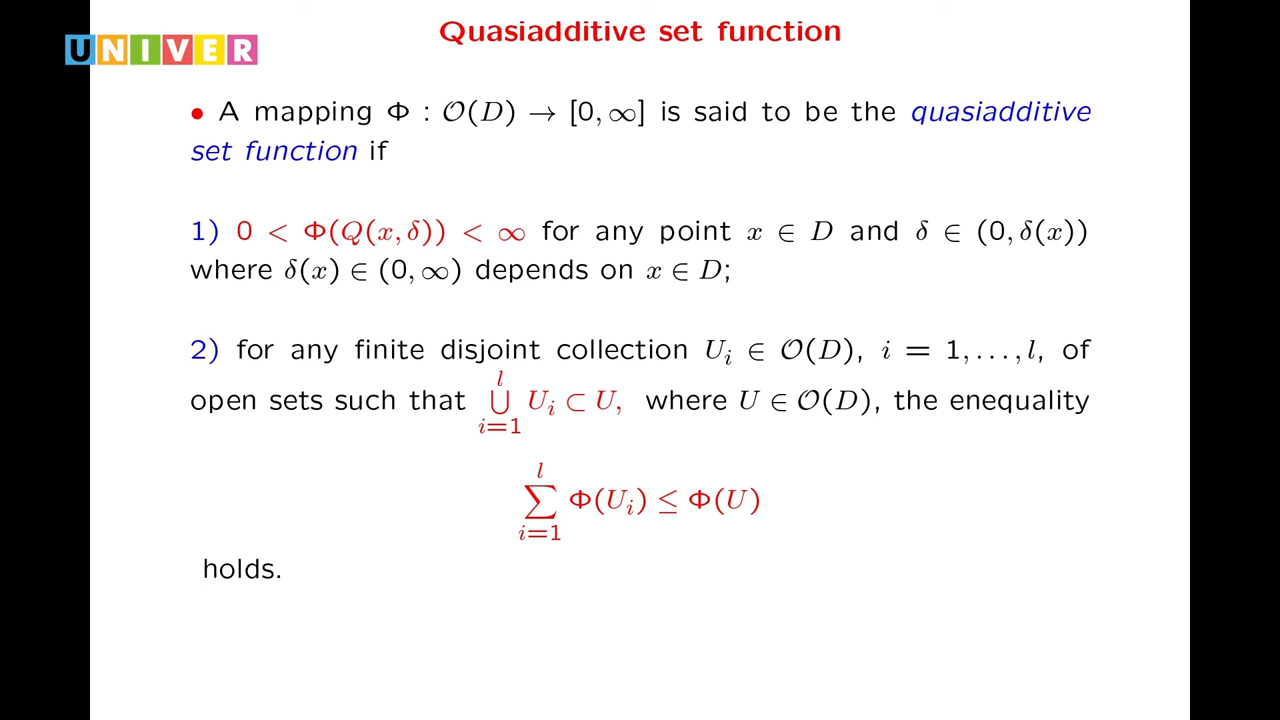 Quasiadditive set function
UNIVER
• A mapping Φ : 𝒪(D) → [0, ∞] is said to be the quasiadditive
set function if
1) 0 < Φ(Q(x, δ)) < ∞ for any point x ∈ D and δ ∈ (0, δ(x))
where δ(x) ∈ (0, ∞) depends on x ∈ D;
2) for any finite disjoint collection U_i ∈ 𝒪(D), i = 1, . . . , l, of
open sets such that ⋃_{i=1}^{l} U_i ⊂ U, where U ∈ 𝒪(D), the enequality
∑_{i=1}^{l} Φ(U_i) ≤ Φ(U)
holds.